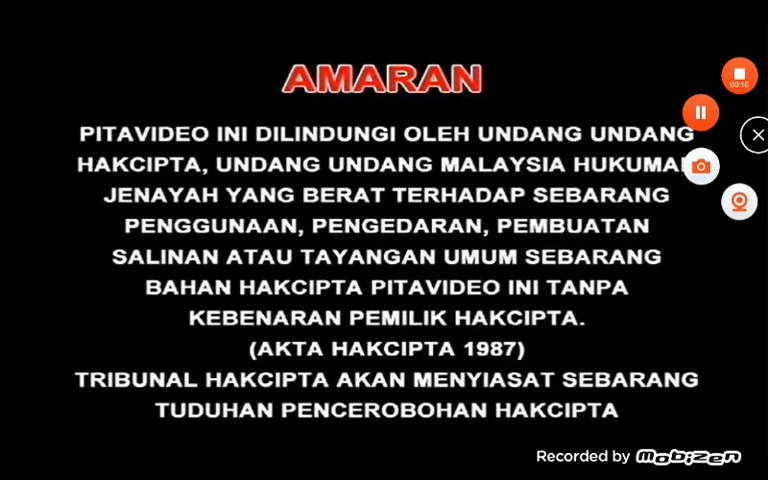 AMARAN
PITAVIDEO INI DILINDUNGI OLEH UNDANG UNDANG
HAKCIPTA, UNDANG UNDANG MALAYSIA HUKUMAN
JENAYAH YANG BERAT TERHADAP SEBARANG
PENGGUNAAN, PENGEDARAN, PEMBUATAN
SALINAN ATAU TAYANGAN UMUM SEBARANG
BAHAN HAKCIPTA PITAVIDEO INI TANPA
KEBENARAN PEMILIK HAKCIPTA.
(AKTA HAKCIPTA 1987)
TRIBUNAL HAKCIPTA AKAN MENYIASAT SEBARANG
TUDUHAN PENCEROBOHAN HAKCIPTA
00:10
Recorded by mobizen